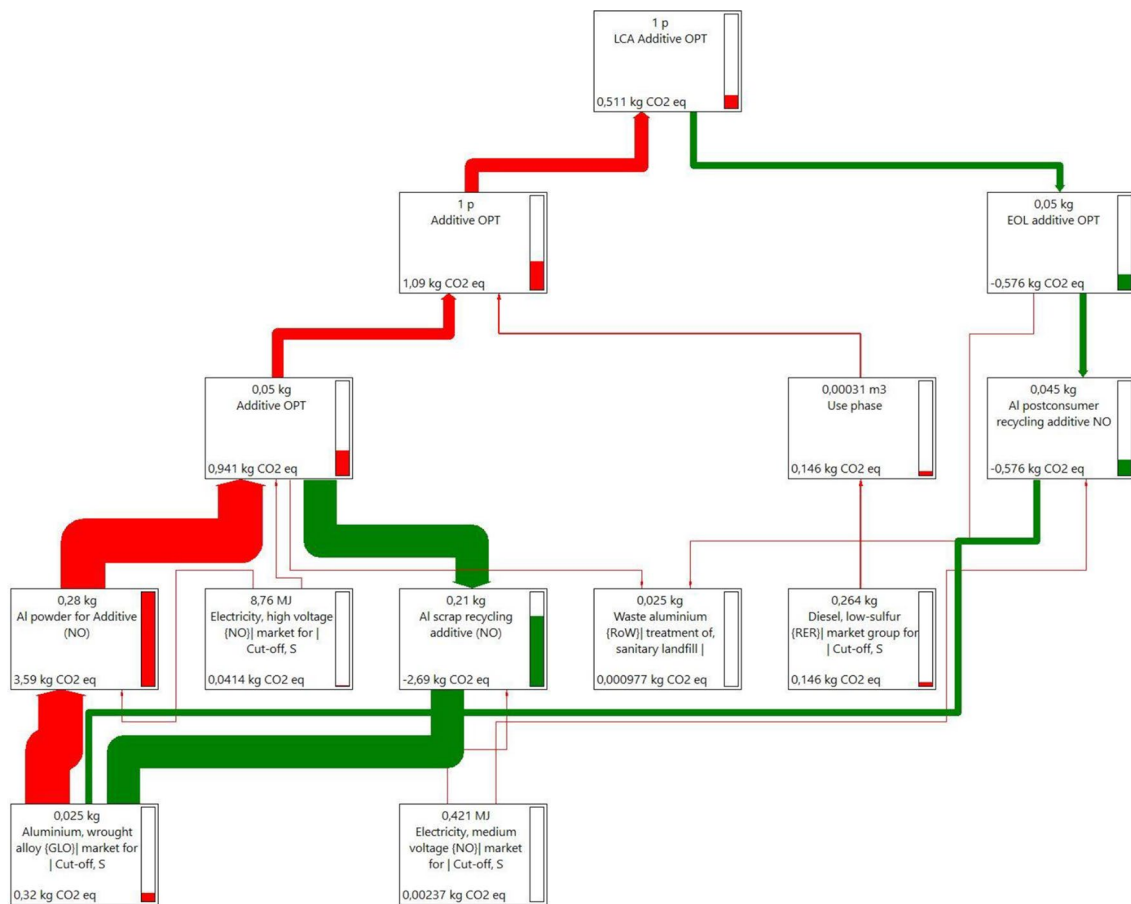 1 p
LCA Additive OPT
0,511 kg CO2 eq
1 p
Additive OPT
1,09 kg CO2 eq
0,05 kg
EOL additive OPT
-0,576 kg CO2 eq
0,05 kg
Additive OPT
0,941 kg CO2 eq
0,00031 m3
Use phase
0,146 kg CO2 eq
0,045 kg
Al postconsumer
recycling additive NO
-0,576 kg CO2 eq
0,28 kg
Al powder for Additive
(NO)
3,59 kg CO2 eq
8,76 MJ
Electricity, high voltage
{NO}| market for |
Cut-off, S
0,0414 kg CO2 eq
0,21 kg
Al scrap recycling
additive (NO)
-2,69 kg CO2 eq
0,025 kg
Waste aluminium
{RoW}| treatment of,
sanitary landfill |
0,000977 kg CO2 eq
0,264 kg
Diesel, low-sulfur
{RER}| market group for
| Cut-off, S
0,146 kg CO2 eq
0,025 kg
Aluminium, wrought
alloy {GLO}| market for
| Cut-off, S
0,32 kg CO2 eq
0,421 MJ
Electricity, medium
voltage {NO}| market
for | Cut-off, S
0,00237 kg CO2 eq